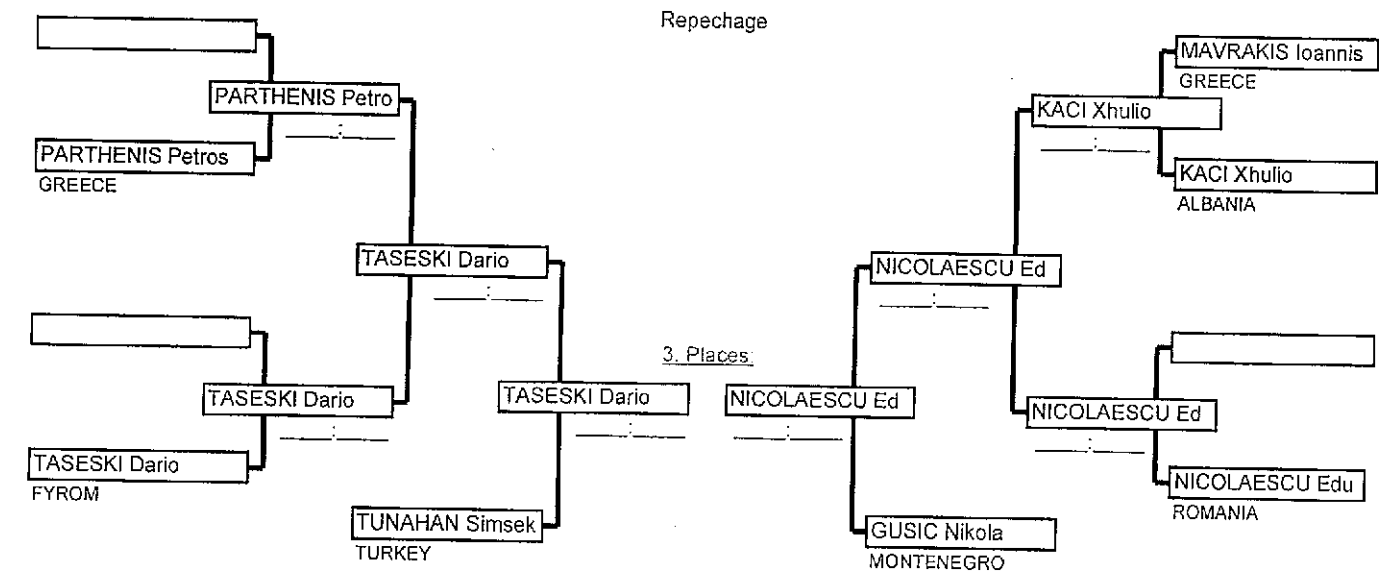 Repechage
PARTHENIS Petro
PARTHENIS Petros
GREECE
TASESKI Dario
TASESKI Dario
TASESKI Dario
FYROM
TASESKI Dario
TUNAHAN Simsek
TURKEY
3. Places:
MAVRAKIS Ioannis
GREECE
KACI Xhulio
KACI Xhulio
ALBANIA
NICOLAESCU Ed
NICOLAESCU Ed
NICOLAESCU Ed
NICOLAESCU Edu
ROMANIA
GUSIC Nikola
MONTENEGRO